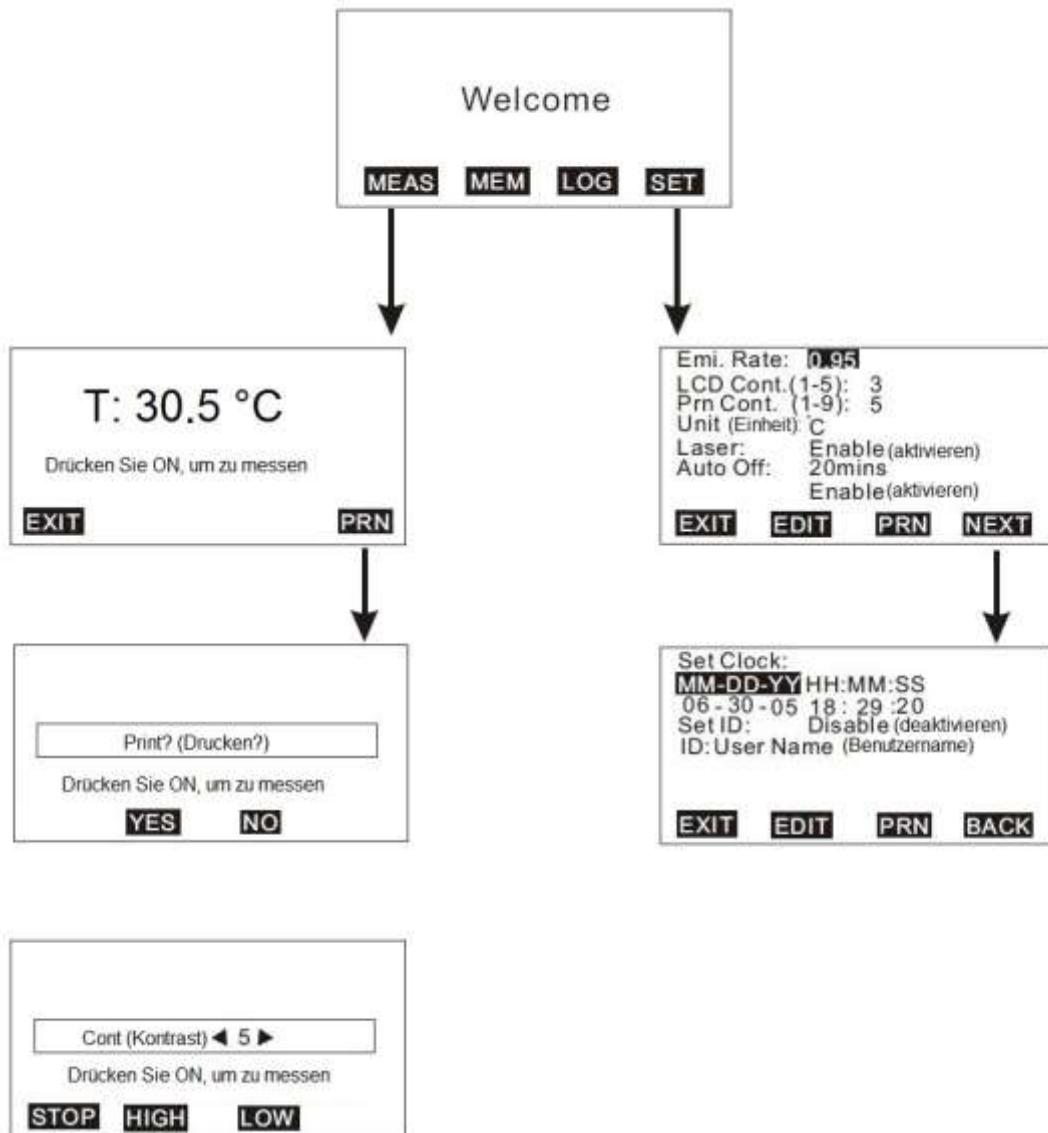 Welcome
MEAS MEM LOG SET
T: 30.5 °C
Drücken Sie ON, um zu messen
EXIT PRN
Print? (Drucken?)
Drücken Sie ON, um zu messen
YES NO
Cont (Kontrast) ◀ 5 ▶
Drücken Sie ON, um zu messen
STOP HIGH LOW
Emi. Rate: 0.95
LCD Cont.(1-5): 3
Prn Cont. (1-9): 5
Unit (Einheit): °C
Laser: Enable (aktivieren)
Auto Off: 20mins
Enable (aktivieren)
EXIT EDIT PRN NEXT
Set Clock:
MM-DD-YY HH:MM:SS
06-30-05 18:29:20
Set ID: Disable (deaktivieren)
ID: User Name (Benutzername)
EXIT EDIT PRN BACK